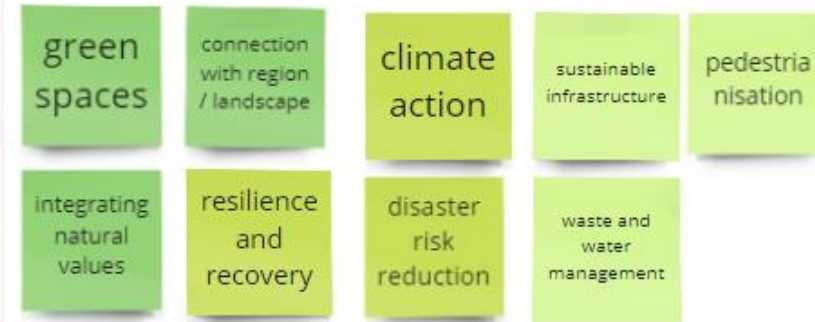 green
spaces
connection
with region
/ landscape
climate
action
sustainable
infrastructure
pedestria
nisation
integrating
natural
values
resilience
and
recovery
disaster
risk
reduction
waste and
water
management